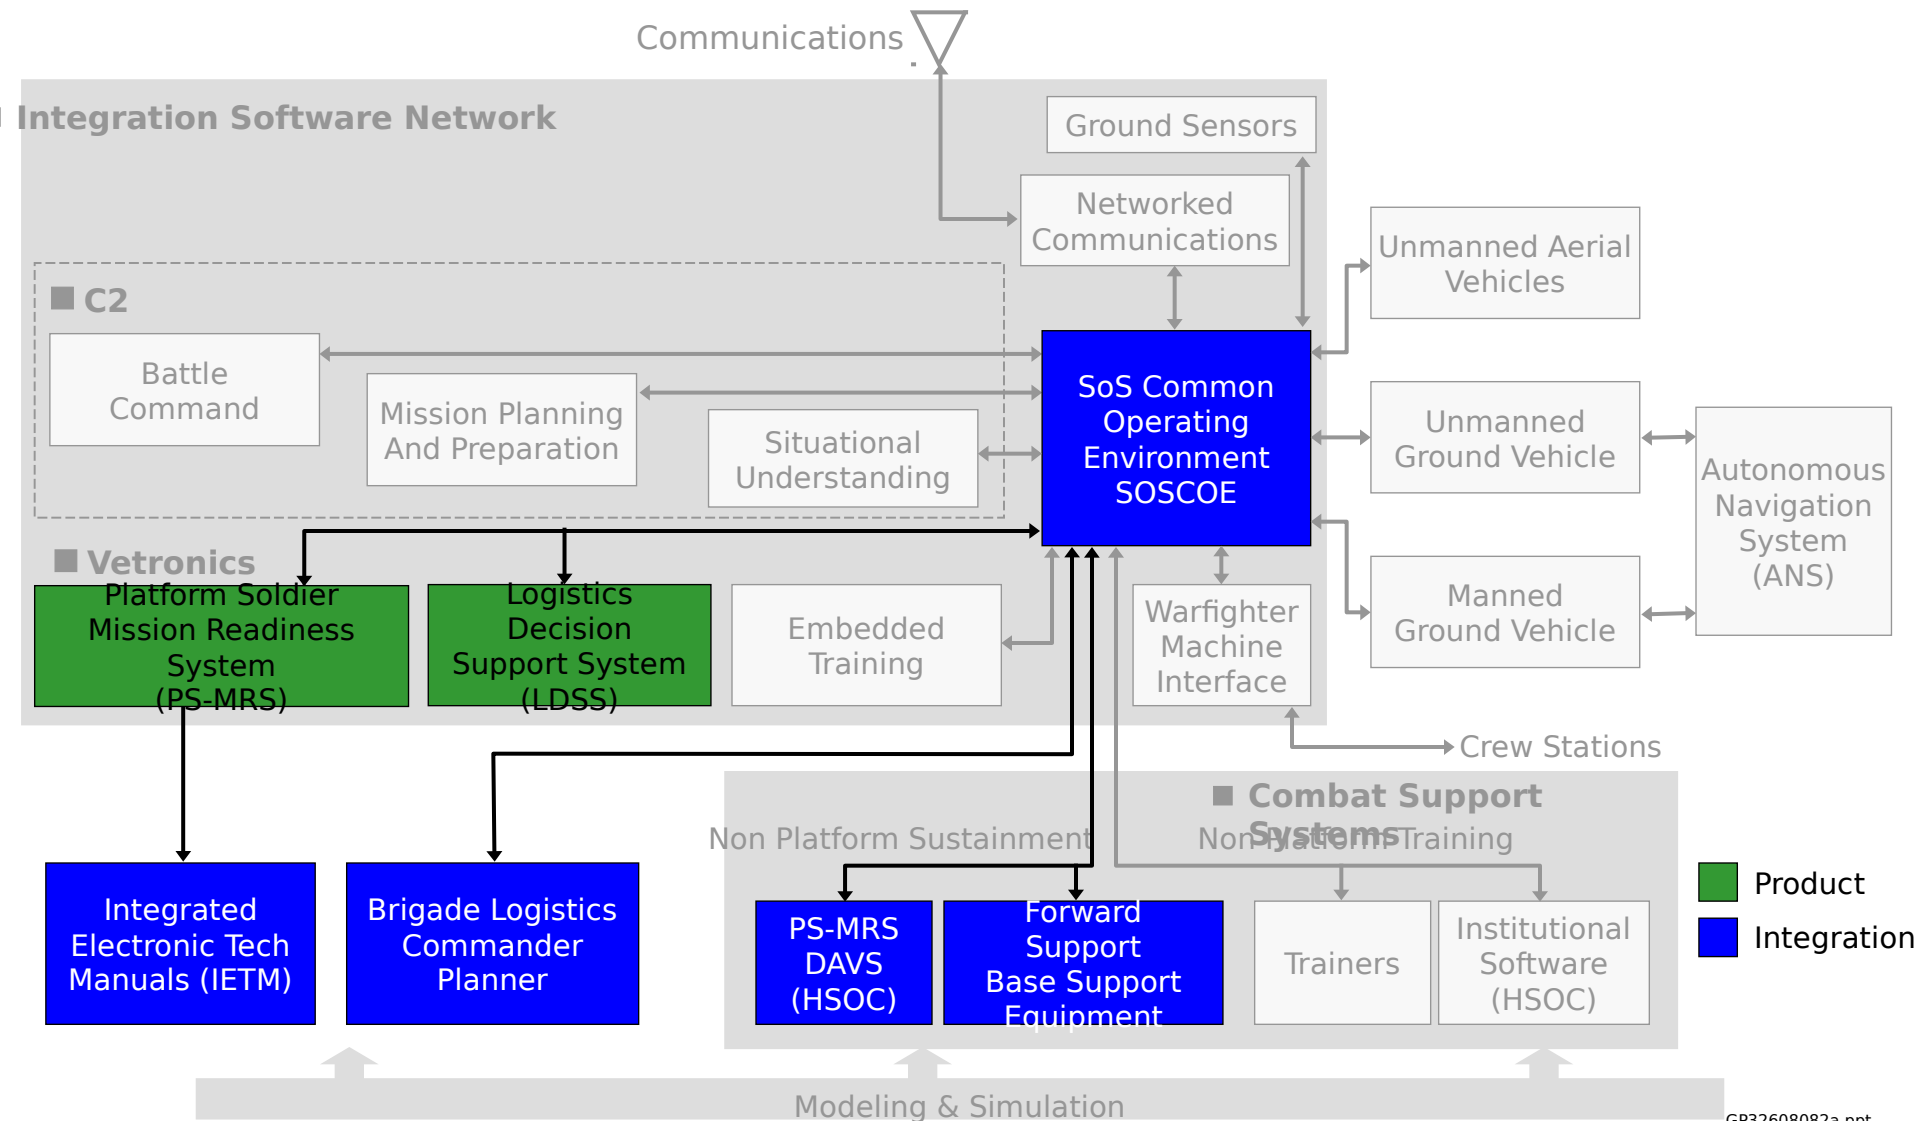 Communications
Integration Software Network
Ground Sensors
Networked
Communications
Unmanned Aerial
Vehicles
C2
Battle
Command
Mission Planning
And Preparation
Situational
Understanding
SoS Common
Operating
Environment
SOSCOE
Unmanned
Ground Vehicle
Autonomous
Navigation
System
(ANS)
Manned
Ground Vehicle
Vetronics
Platform Soldier
Mission Readiness
System
(PS-MRS)
Logistics
Decision
Support System
(LDSS)
Embedded
Training
Warfighter
Machine
Interface
Crew Stations
Combat Support
Systems
Non Platform Sustainment
Non Platform Training
Integrated
Electronic Tech
Manuals (IETM)
Brigade Logistics
Commander
Planner
PS-MRS
DAVS
(HSOC)
Forward
Support
Base Support
Equipment
Trainers
Institutional
Software
(HSOC)
Product
Integration
Modeling & Simulation
GP32608082a.ppt